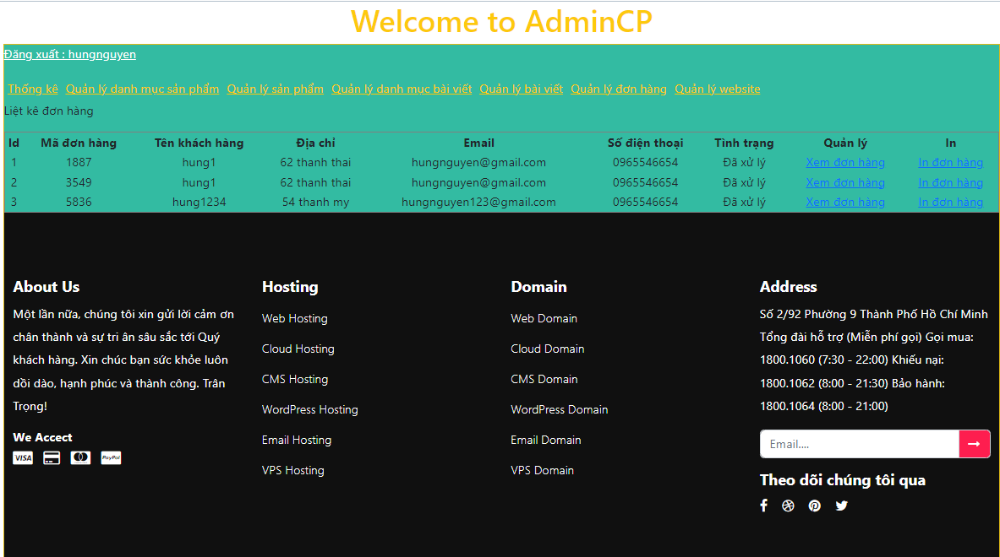 Welcome to AdminCP
Đăng xuất : hungnguyen
Thống kê Quản lý danh mục sản phẩm Quản lý sản phẩm Quản lý danh mục bài viết Quản lý bài viết Quản lý đơn hàng Quản lý website
Liệt kê đơn hàng
Id Mã đơn hàng Tên khách hàng Địa chỉ Email Số điện thoại Tình trạng Quản lý In
1 1887 hung1 62 thanh thai hungnguyen@gmail.com 0965546654 Đã xử lý Xem đơn hàng In đơn hàng
2 3549 hung1 62 thanh thai hungnguyen@gmail.com 0965546654 Đã xử lý Xem đơn hàng In đơn hàng
3 5836 hung1234 54 thanh my hungnguyen123@gmail.com 0965546654 Đã xử lý Xem đơn hàng In đơn hàng
About Us
Một lần nữa, chúng tôi xin gửi lời cảm ơn
chân thành và sự tri ân sâu sắc tới Quý
khách hàng. Xin chúc bạn sức khỏe luôn
dồi dào, hạnh phúc và thành công. Trân
Trọng!
We Accect
VISA
PayPal
Hosting
Web Hosting
Cloud Hosting
CMS Hosting
WordPress Hosting
Email Hosting
VPS Hosting
Domain
Web Domain
Cloud Domain
CMS Domain
WordPress Domain
Email Domain
VPS Domain
Address
Số 2/92 Phường 9 Thành Phố Hồ Chí Minh
Tổng đài hỗ trợ (Miễn phí gọi) Gọi mua:
1800.1060 (7:30 - 22:00) Khiếu nại:
1800.1062 (8:00 - 21:30) Bảo hành:
1800.1064 (8:00 - 21:00)
Email....
Theo dõi chúng tôi qua